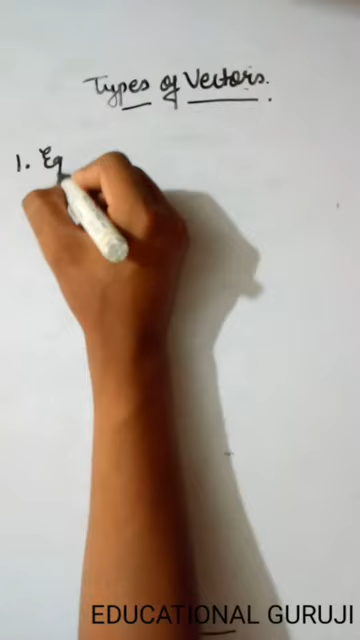 Types of Vectors.
1. Eq
EDUCATIONAL GURUJI